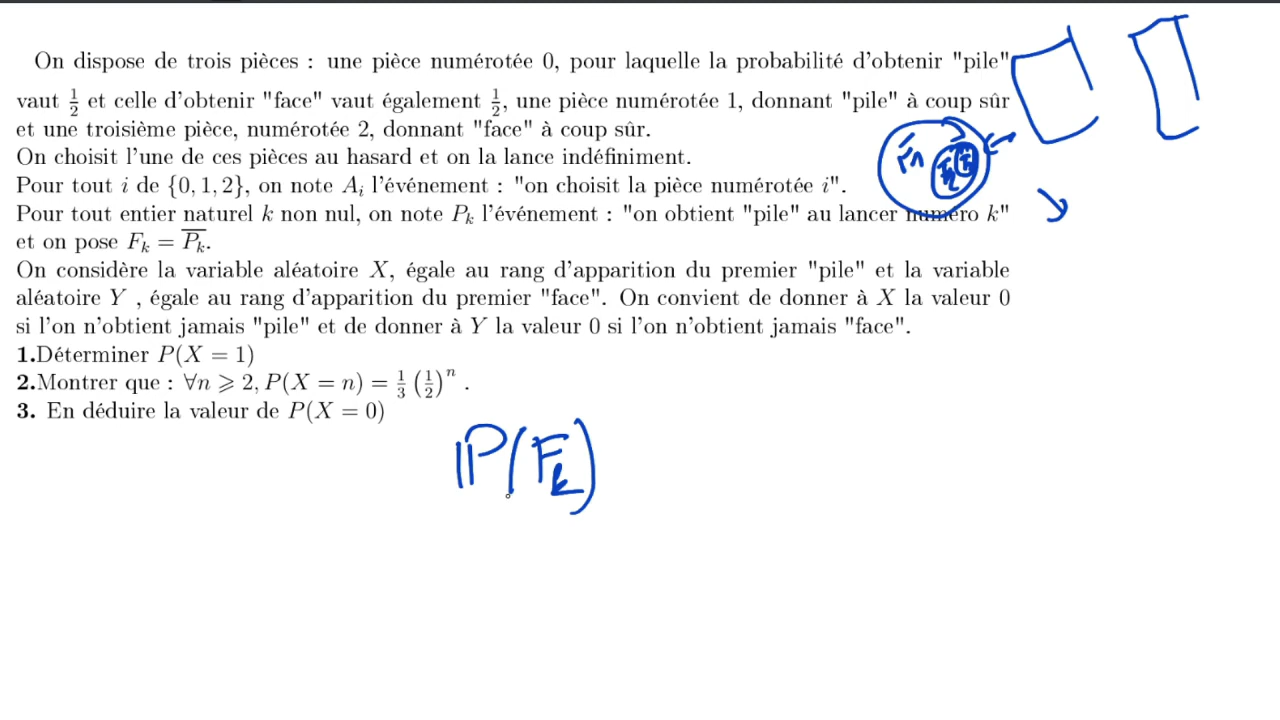 On dispose de trois pièces : une pièce numérotée 0, pour laquelle la probabilité d'obtenir "pile"
vaut 1/2 et celle d'obtenir "face" vaut également 1/2, une pièce numérotée 1, donnant "pile" à coup sûr
et une troisième pièce, numérotée 2, donnant "face" à coup sûr.
On choisit l'une de ces pièces au hasard et on la lance indéfiniment.
Pour tout i de {0, 1, 2}, on note A_i l'événement : "on choisit la pièce numérotée i".
Pour tout entier naturel k non nul, on note P_k l'événement : "on obtient "pile" au lancer numéro k"
et on pose F_k = \overline{P_k}.
On considère la variable aléatoire X, égale au rang d'apparition du premier "pile" et la variable
aléatoire Y , égale au rang d'apparition du premier "face". On convient de donner à X la valeur 0
si l'on n'obtient jamais "pile" et de donner à Y la valeur 0 si l'on n'obtient jamais "face".
1.Déterminer P(X = 1)
2.Montrer que : ∀n ⩾ 2, P(X = n) = 1/3 (1/2)^n .
3. En déduire la valeur de P(X = 0)
ℙ(F_k)